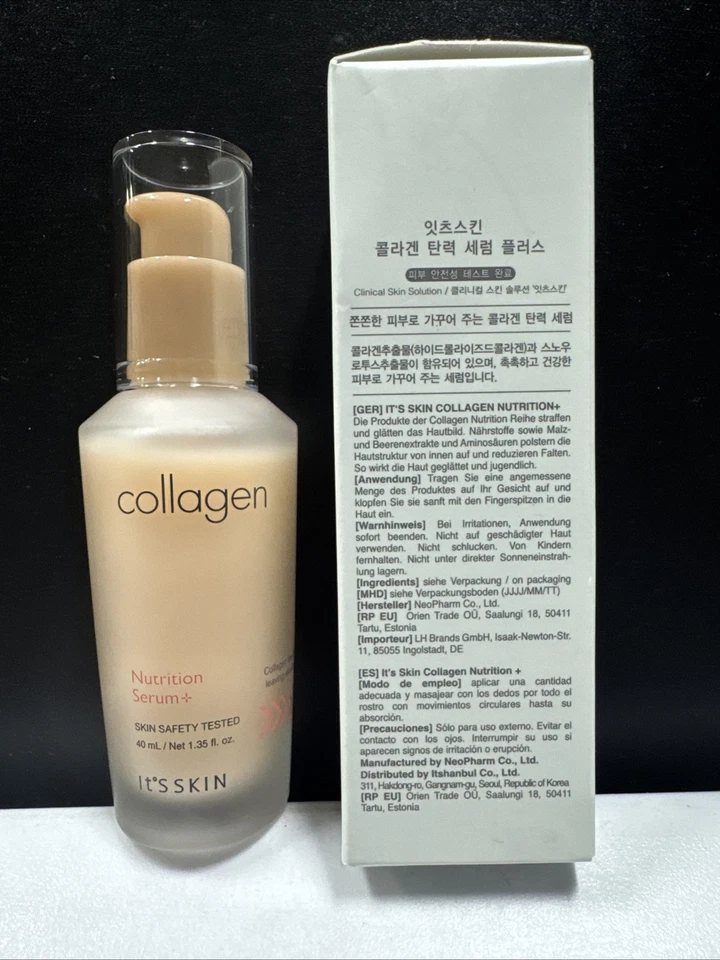 collagen
Nutrition
Serum+
Collagen
SKIN SAFETY TESTED
40 mL / Net 1.35 fl. oz.
It'S SKIN
잇츠스킨
콜라겐 탄력 세럼 플러스
피부 안전성 테스트 완료
Clinical Skin Solution / 클리니컬 스킨 솔루션 '잇츠스킨'
쫀쫀한 피부로 가꾸어 주는 콜라겐 탄력 세럼
콜라겐추출물(하이드롤라이즈드콜라겐)과 스노우
로투스추출물이 함유되어 있으며, 촉촉하고 건강한
피부로 가꾸어 주는 세럼입니다.
[GER] IT'S SKIN COLLAGEN NUTRITION+
Die Produkte der Collagen Nutrition Reihe straffen
und glätten das Hautbild. Nährstoffe sowie Malz-
und Beerenextrakte und Aminosäuren polstern die
Hautstruktur von innen auf und reduzieren Falten.
So wirkt die Haut geglättet und jugendlich.
[Anwendung] Tragen Sie eine angemessene
Menge des Produktes auf Ihr Gesicht auf und
klopfen Sie sie sanft mit den Fingerspitzen in die
Haut ein.
[Warnhinweis] Bei Irritationen, Anwendung
sofort beenden. Nicht auf geschädigter Haut
verwenden. Nicht schlucken. Von Kindern
fernhalten. Nicht unter direkter Sonneneinstrah-
lung lagern.
[Ingredients] siehe Verpackung / on packaging
[MHD] siehe Verpackungsboden (JJJJ/MM/TT)
[Hersteller] NeoPharm Co., Ltd.
[RP EU] Orien Trade OÜ, Saalungi 18, 50411
Tartu, Estonia
[Importeur] LH Brands GmbH, Isaak-Newton-Str.
11, 85055 Ingolstadt, DE
[ES] It's Skin Collagen Nutrition +
[Modo de empleo] aplicar una cantidad
adecuada y masajear con los dedos por todo el
rostro con movimientos circulares hasta su
absorción.
[Precauciones] Sólo para uso externo. Evitar el
contacto con los ojos. Interrumpir su uso si
aparecen signos de irritación o erupción.
Manufactured by NeoPharm Co., Ltd.
Distributed by Itshanbul Co., Ltd.
311, Hakdong-ro, Gangnam-gu, Seoul, Republic of Korea
[RP EU] Orien Trade OÜ, Saalungi 18, 50411
Tartu, Estonia